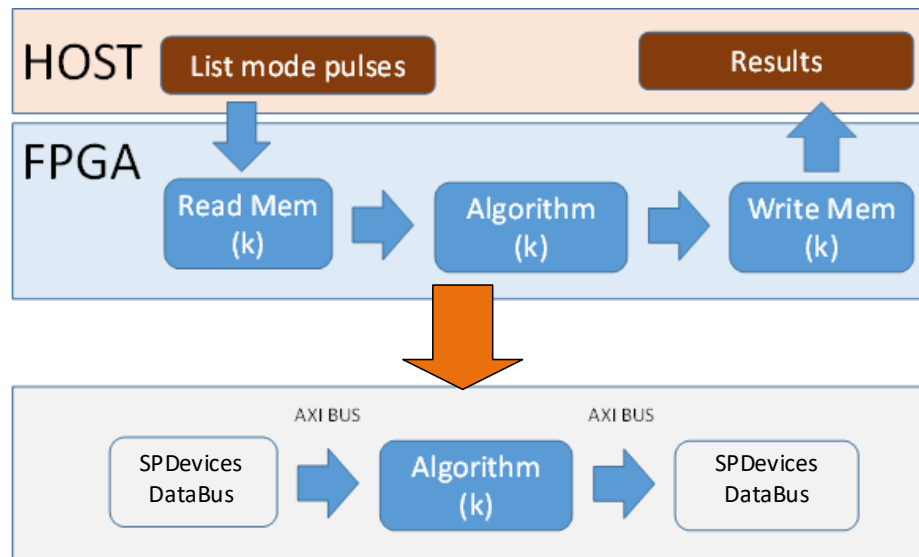 HOST
List mode pulses
Results
FPGA
Read Mem
(k)
Algorithm
(k)
Write Mem
(k)
AXI BUS
AXI BUS
SPDevices
DataBus
Algorithm
(k)
SPDevices
DataBus